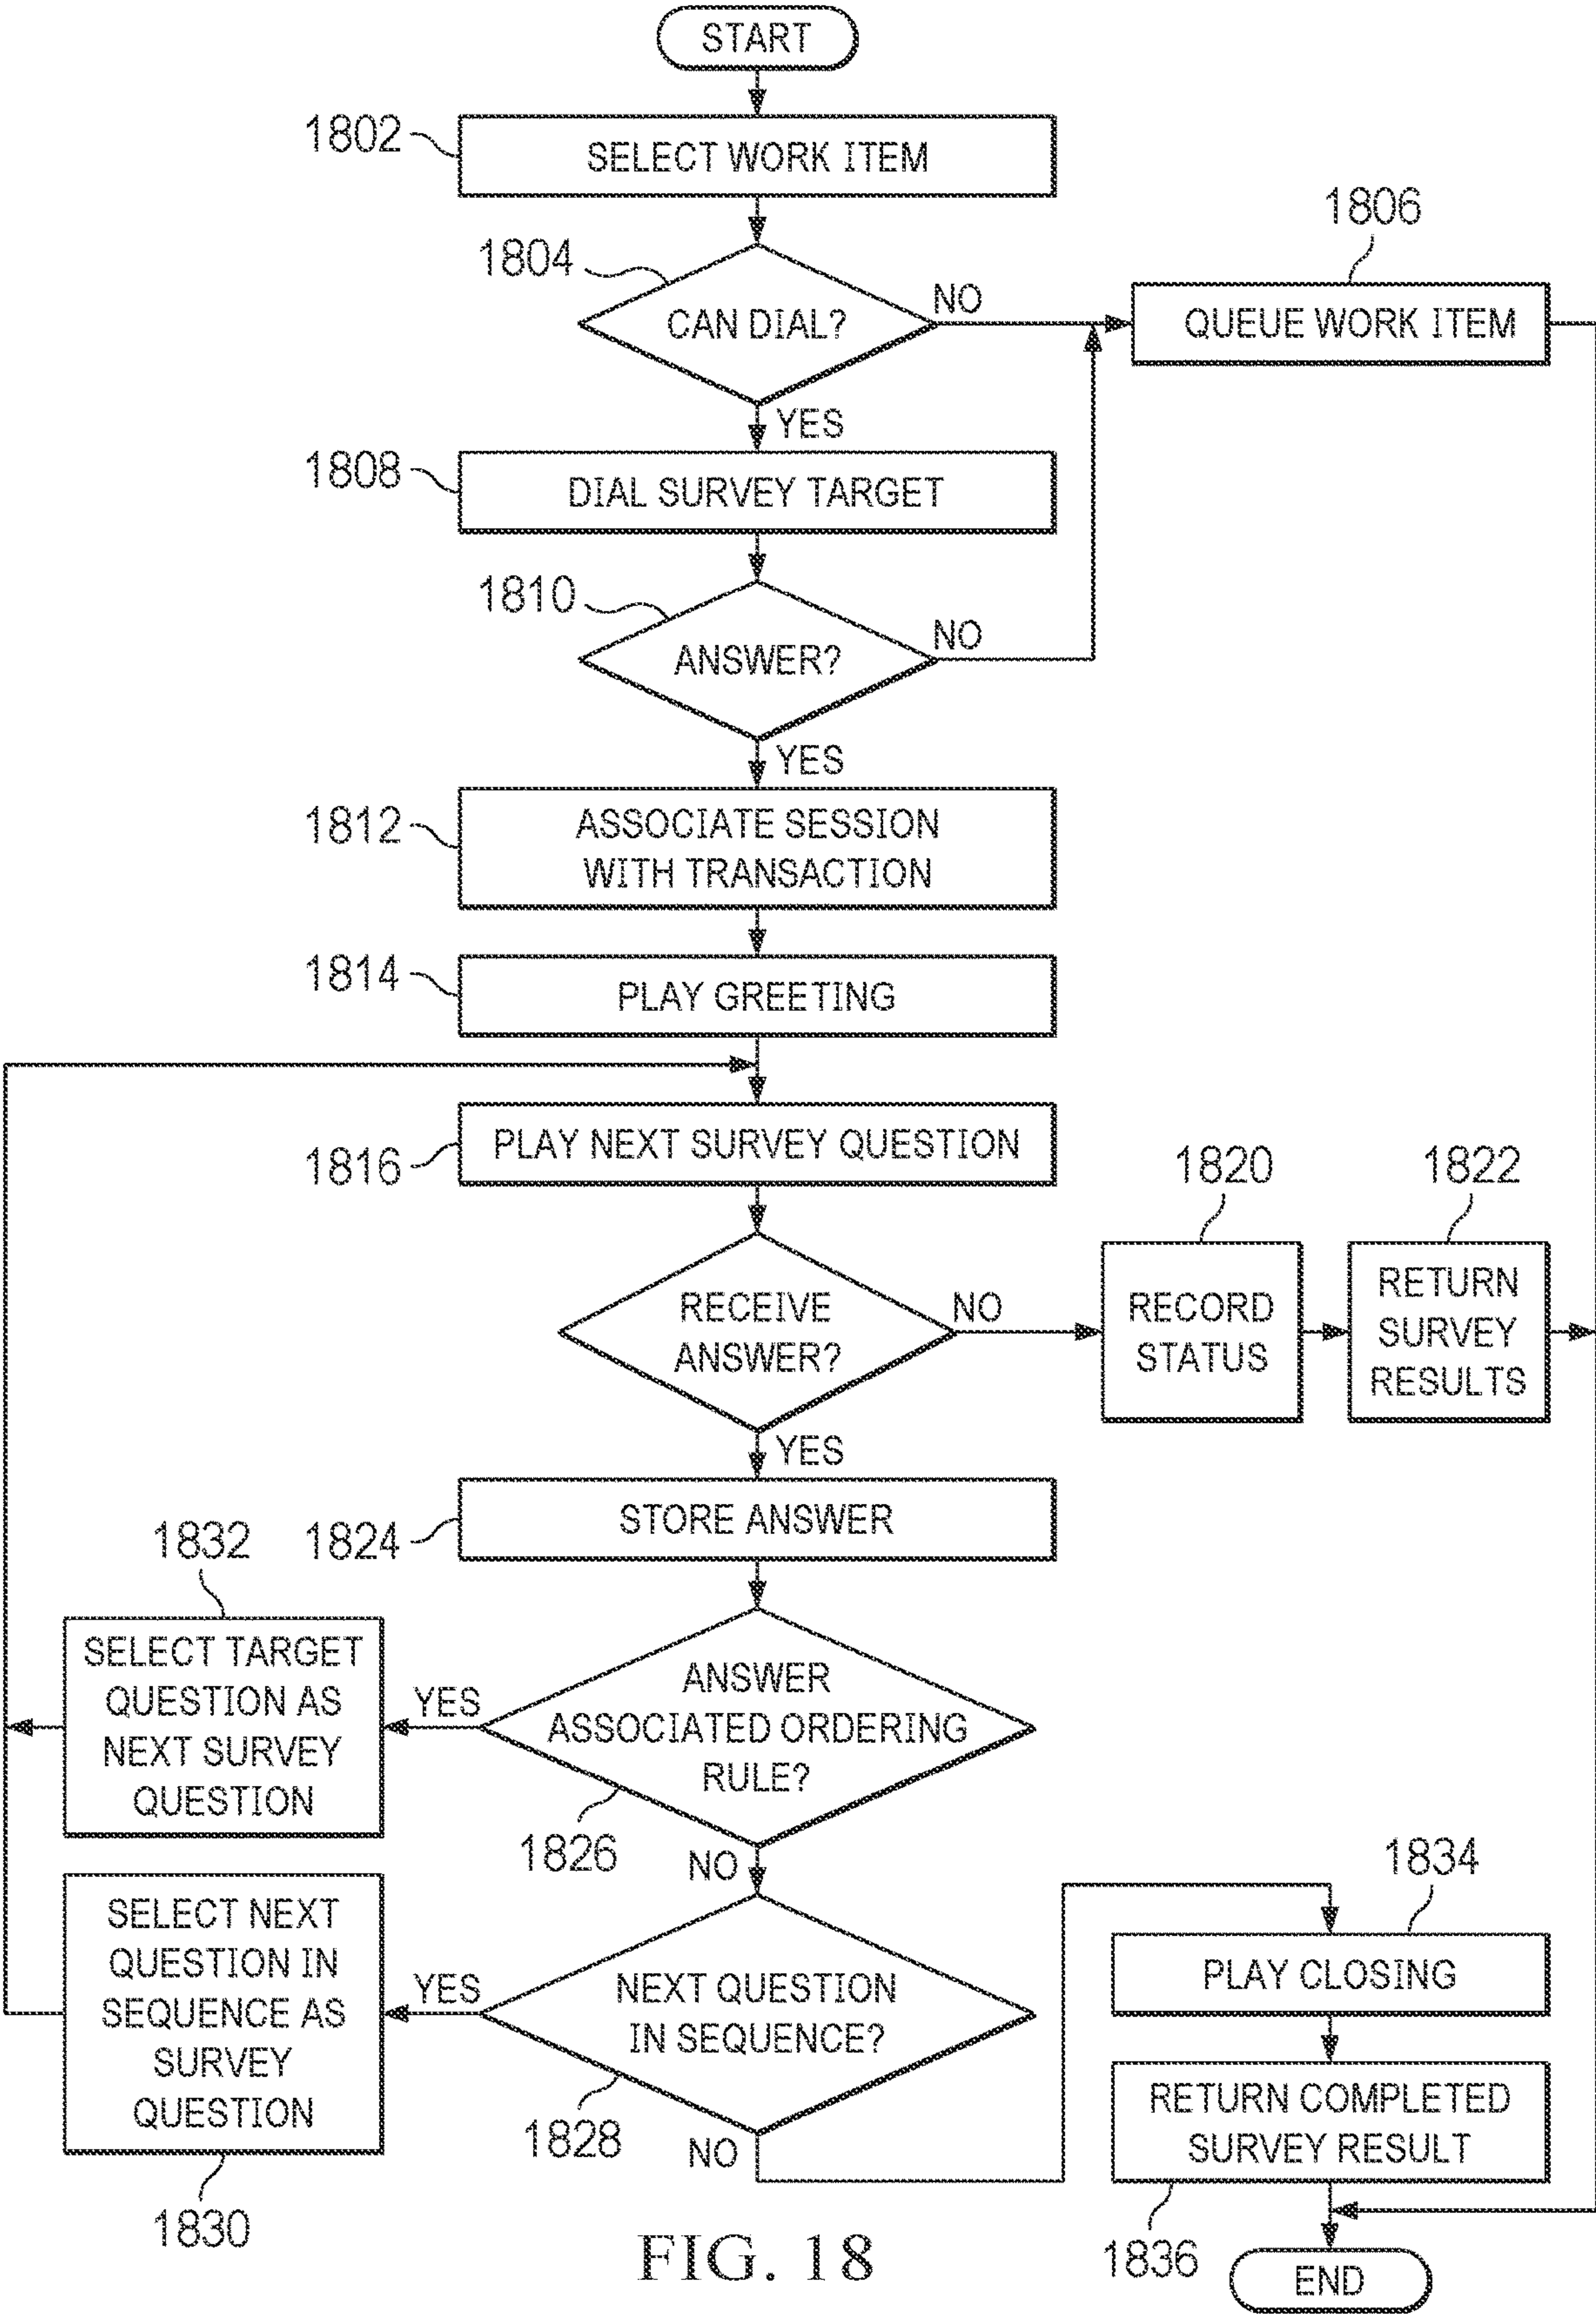 START
1802
SELECT WORK ITEM
1806
1804
CAN DIAL?
NO
QUEUE WORK ITEM
YES
1808
DIAL SURVEY TARGET
1810
ANSWER?
NO
YES
1812
ASSOCIATE SESSION
WITH TRANSACTION
1814
PLAY GREETING
1816
PLAY NEXT SURVEY QUESTION
1820
1822
RECEIVE
ANSWER?
NO
RECORD
STATUS
RETURN
SURVEY
RESULTS
YES
1824
STORE ANSWER
1832
SELECT TARGET
QUESTION AS
NEXT SURVEY
QUESTION
YES
ANSWER
ASSOCIATED ORDERING
RULE?
1826
NO
1834
SELECT NEXT
QUESTION IN
SEQUENCE AS
SURVEY
QUESTION
YES
NEXT QUESTION
IN SEQUENCE?
PLAY CLOSING
1828
NO
RETURN COMPLETED
SURVEY RESULT
1830
1836
FIG. 18
END